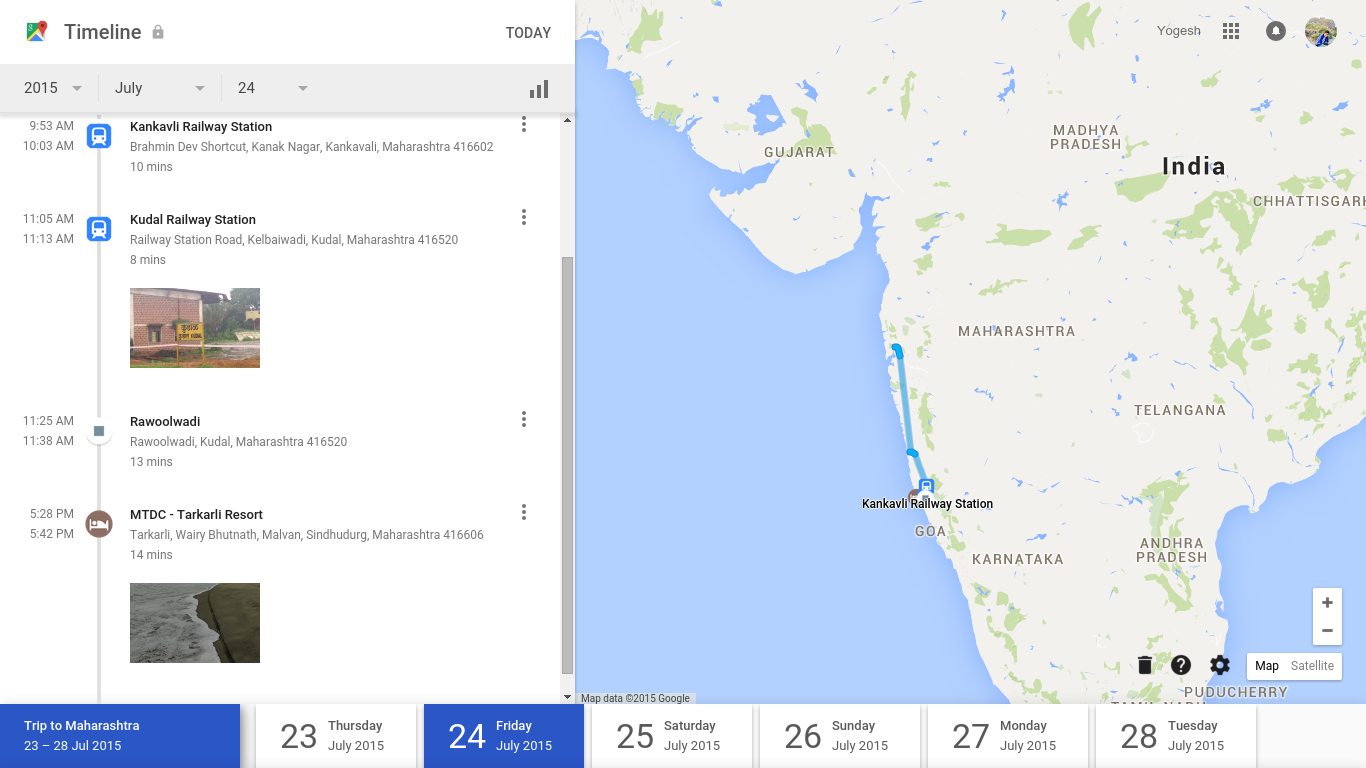 Timeline
TODAY
2015
July
24
9:53 AM
10:03 AM
Kankavli Railway Station
Brahmin Dev Shortcut, Kanak Nagar, Kankavali, Maharashtra 416602
10 mins
11:05 AM
11:13 AM
Kudal Railway Station
Railway Station Road, Kelbaiwadi, Kudal, Maharashtra 416520
8 mins
11:25 AM
11:38 AM
Rawoolwadi
Rawoolwadi, Kudal, Maharashtra 416520
13 mins
5:28 PM
5:42 PM
MTDC - Tarkarli Resort
Tarkarli, Wairy Bhutnath, Malvan, Sindhudurg, Maharashtra 416606
14 mins
Yogesh
GUJARAT
MADHYA
PRADESH
India
CHHATTISGARH
MAHARASHTRA
TELANGANA
Kankavli Railway Station
GOA
KARNATAKA
ANDHRA
PRADESH
PUDUCHERRY
TAMIL NADU
+
−
Map
Satellite
Map data ©2015 Google
Trip to Maharashtra
23 – 28 Jul 2015
23 Thursday
July 2015
24 Friday
July 2015
25 Saturday
July 2015
26 Sunday
July 2015
27 Monday
July 2015
28 Tuesday
July 2015